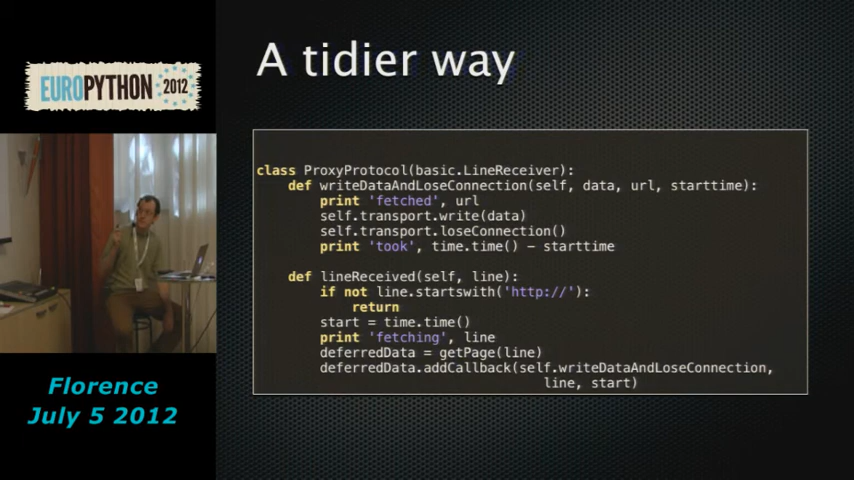 A tidier way
EUROPYTHON 2012
class ProxyProtocol(basic.LineReceiver):
    def writeDataAndLoseConnection(self, data, url, starttime):
        print 'fetched', url
        self.transport.write(data)
        self.transport.loseConnection()
        print 'took', time.time() - starttime
    def lineReceived(self, line):
        if not line.startswith('http://'):
            return
        start = time.time()
        print 'fetching', line
        deferredData = getPage(line)
        deferredData.addCallback(self.writeDataAndLoseConnection,
                                    line, start)
Florence
July 5 2012